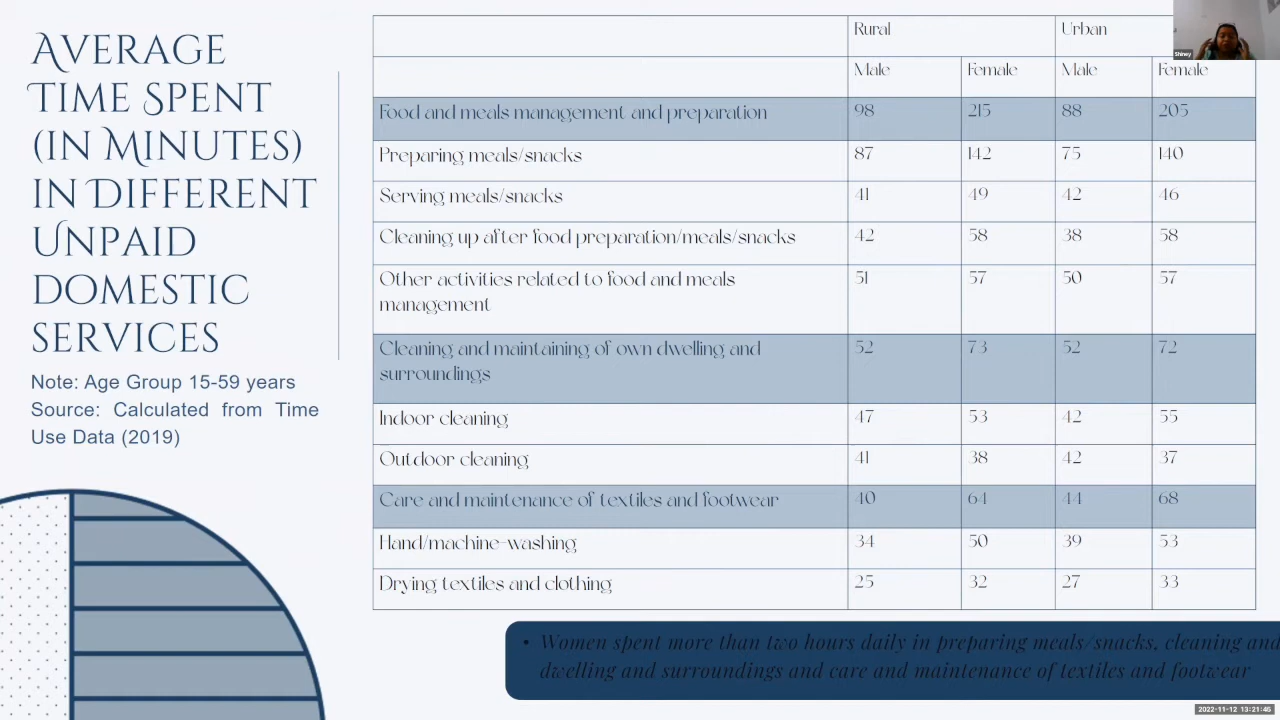 AVERAGE
TIME SPENT
(IN MINUTES)
IN DIFFERENT
UNPAID
DOMESTIC
SERVICES
Note: Age Group 15-59 years
Source: Calculated from Time
Use Data (2019)
Rural Urban
Male Female Male Female
Food and meals management and preparation 98 215 88 205
Preparing meals/snacks 87 142 75 140
Serving meals/snacks 41 49 42 46
Cleaning up after food preparation/meals/snacks 42 58 38 58
Other activities related to food and meals 51 57 50 57
management
Cleaning and maintaining of own dwelling and 52 73 52 72
surroundings
Indoor cleaning 47 53 42 55
Outdoor cleaning 41 38 42 37
Care and maintenance of textiles and footwear 40 64 44 68
Hand/machine-washing 34 50 39 53
Drying textiles and clothing 25 32 27 33
• Women spent more than two hours daily in preparing meals/snacks, cleaning and
dwelling and surroundings and care and maintenance of textiles and footwear
Shiney
2022-11-12 13:21:45